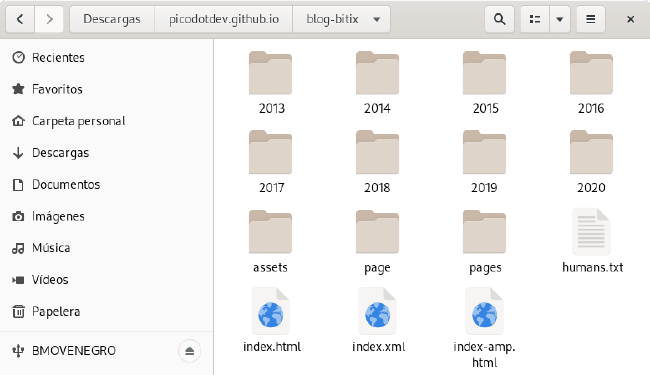 Descargas picodotdev.github.io blog-bitix
Recientes
Favoritos
Carpeta personal
Descargas
Documentos
Imágenes
Música
Vídeos
Papelera
BMOVENEGRO
2013 2014 2015 2016
2017 2018 2019 2020
assets page pages humans.txt
index.html index.xml index-amp.
html